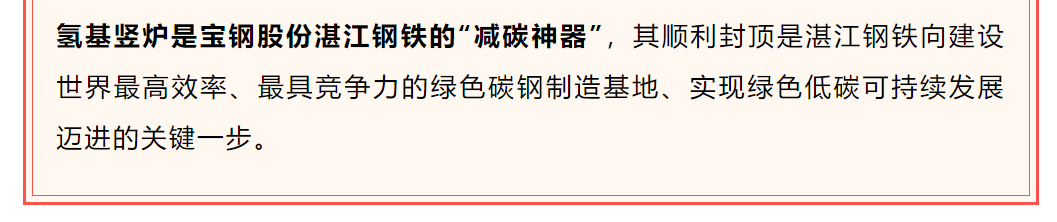 氢基竖炉是宝钢股份湛江钢铁的“减碳神器”，其顺利封顶是湛江钢铁向建设
世界最高效率、最具竞争力的绿色碳钢制造基地、实现绿色低碳可持续发展
迈进的关键一步。